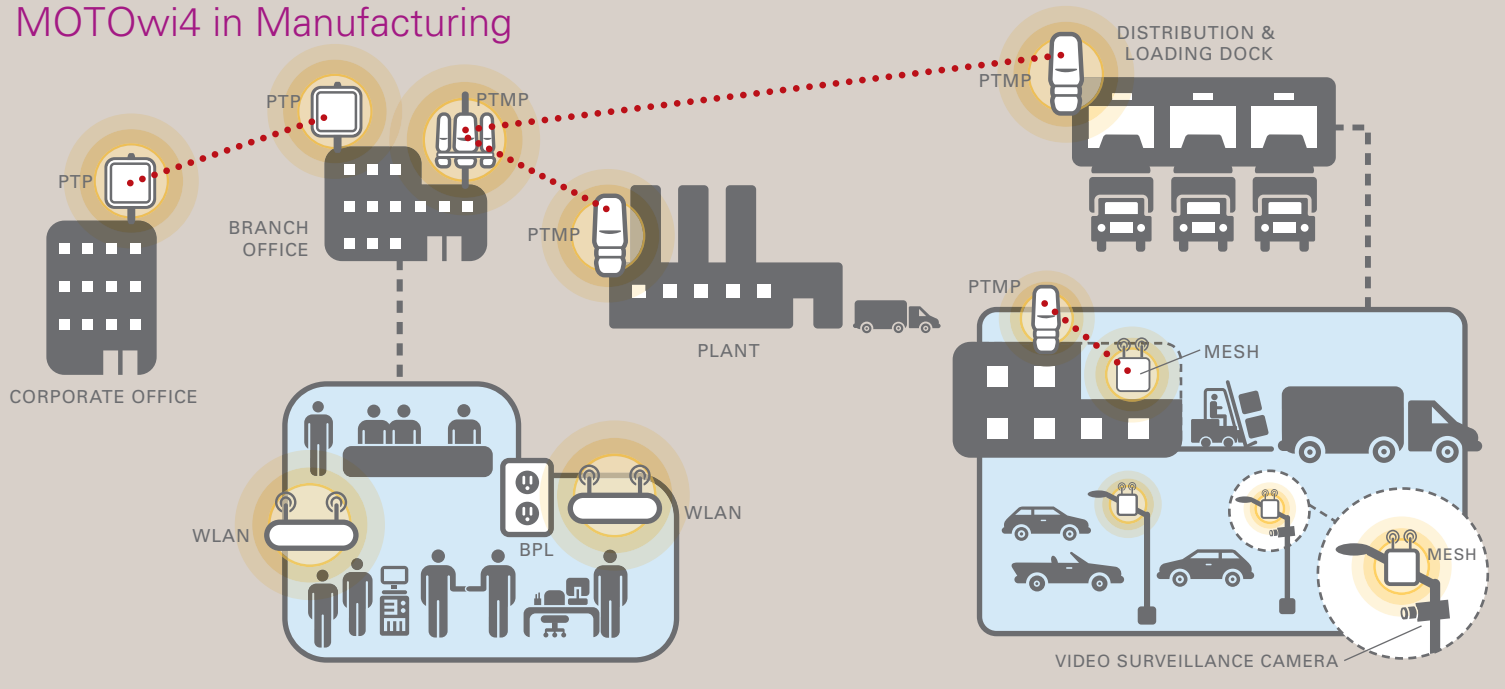 MOTOwi4 in Manufacturing
DISTRIBUTION &
LOADING DOCK
PTMP
PTP
PTMP
PTP
BRANCH
OFFICE
PTMP
PTMP
MESH
PLANT
CORPORATE OFFICE
WLAN
WLAN
BPL
MESH
VIDEO SURVEILLANCE CAMERA